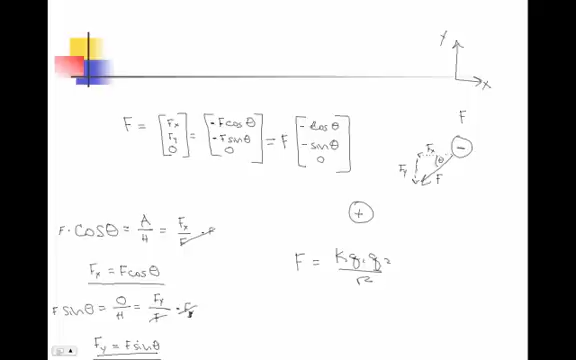 y
x
F
F = [Fx Fy 0] = [-Fcosθ -Fsinθ 0] = F [-cosθ -sinθ 0]
Fx
θ
−
Fy
F
+
F · cosθ = A/H = Fx/F · F
Fx = Fcosθ
F = Kq₁q₂/r²
F sinθ = O/H = Fy/F · F
Fy = Fsinθ